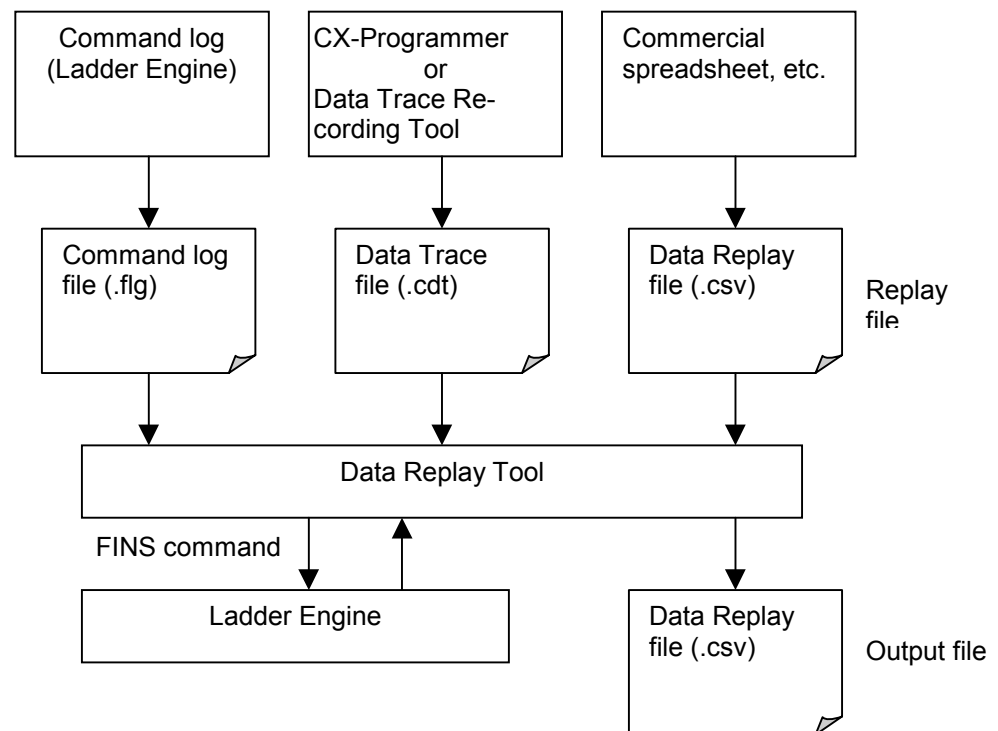 Command log
(Ladder Engine)
CX-Programmer
or
Data Trace Re-
cording Tool
Commercial
spreadsheet, etc.
Command log
file (.flg)
Data Trace
file (.cdt)
Data Replay
file (.csv)
Replay
file
Data Replay Tool
FINS command
Ladder Engine
Data Replay
file (.csv)
Output file